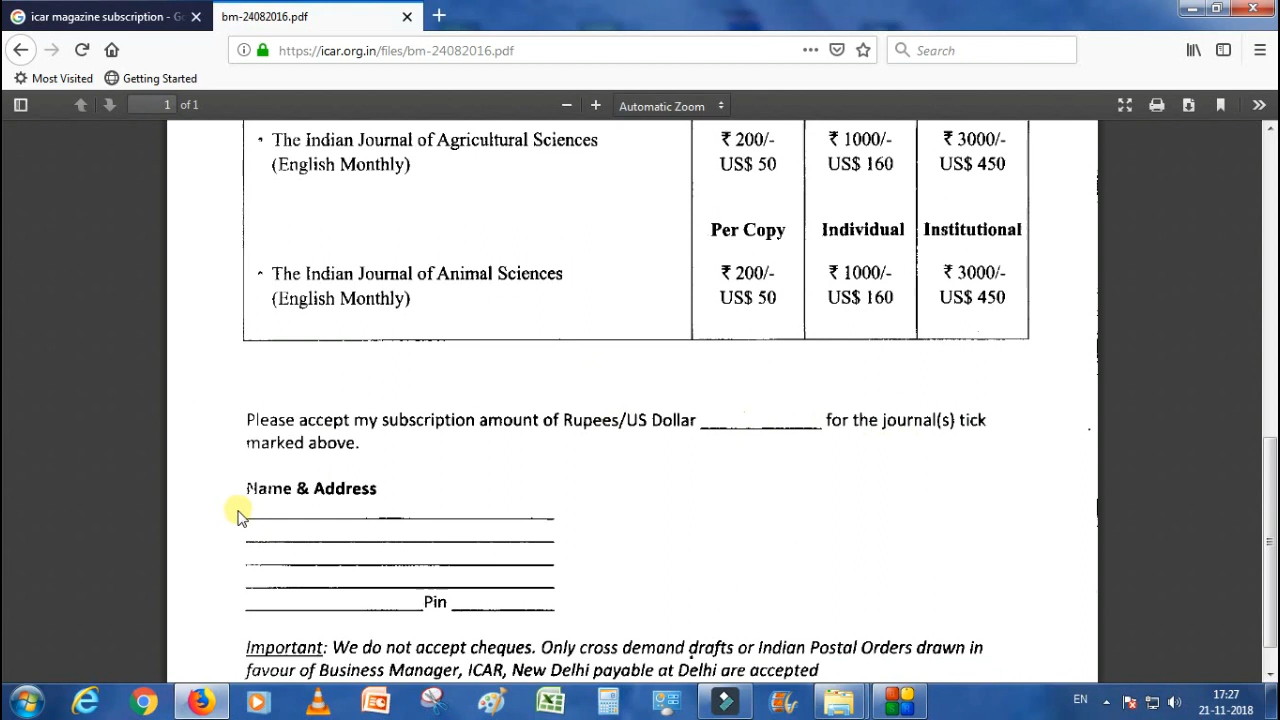 icar magazine subscription - Go
bm-24082016.pdf
https://icar.org.in/files/bm-24082016.pdf
Search
Most Visited
Getting Started
1 of 1
Automatic Zoom
The Indian Journal of Agricultural Sciences ₹ 200/- ₹ 1000/- ₹ 3000/-
(English Monthly) US$ 50 US$ 160 US$ 450
Per Copy Individual Institutional
The Indian Journal of Animal Sciences ₹ 200/- ₹ 1000/- ₹ 3000/-
(English Monthly) US$ 50 US$ 160 US$ 450
Please accept my subscription amount of Rupees/US Dollar ____________ for the journal(s) tick
marked above.
Name & Address
Pin
Important: We do not accept cheques. Only cross demand drafts or Indian Postal Orders drawn in
favour of Business Manager, ICAR, New Delhi payable at Delhi are accepted
EN
17:27
21-11-2018